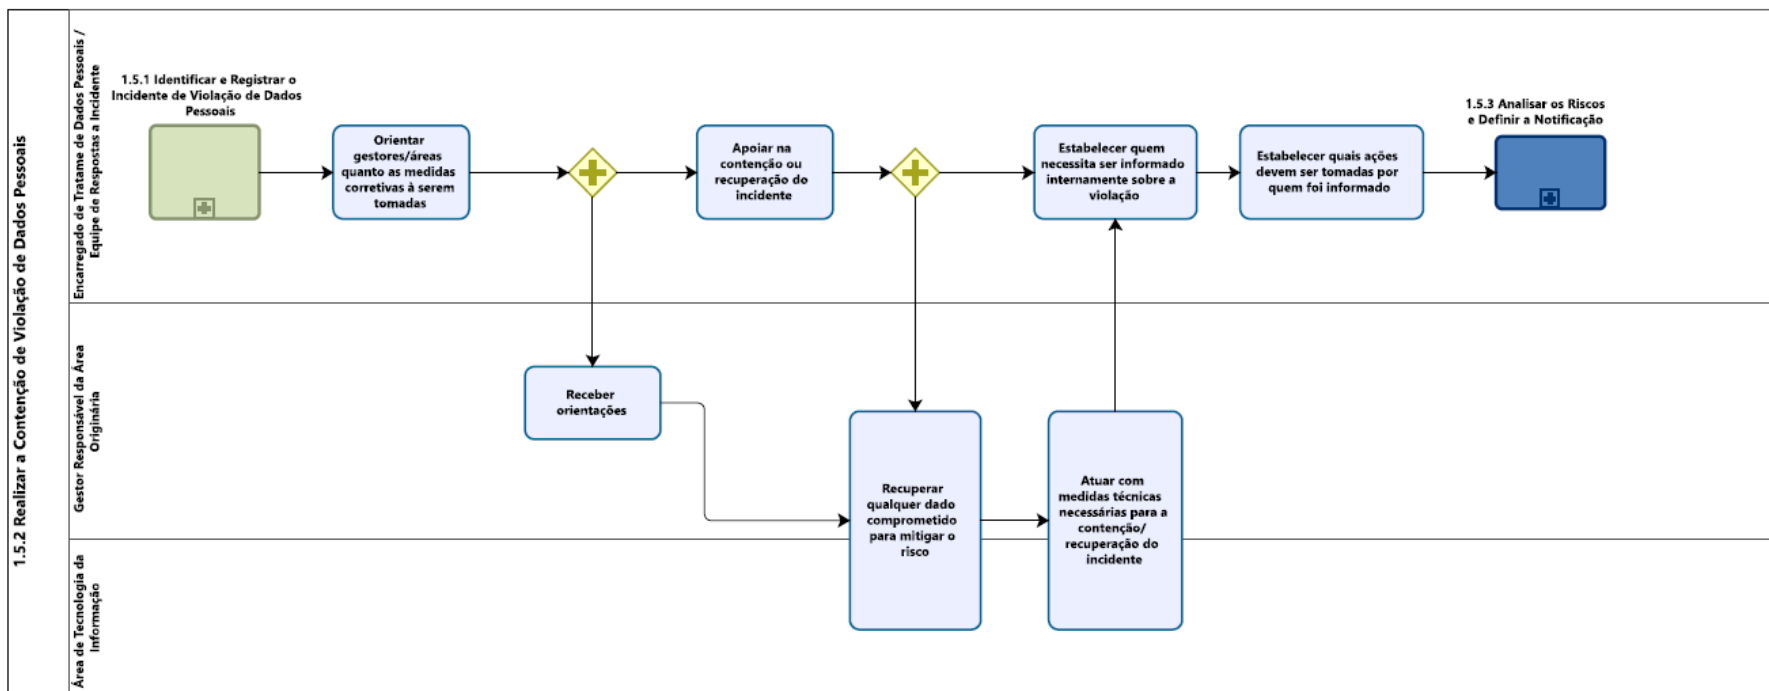 1.5.2 Realizar a Contenção de Violação de Dados Pessoais
Encarregado de Tratame de Dados Pessoais /
Equipe de Respostas a Incidente
1.5.1 Identificar e Registrar o
Incidente de Violação de Dados
Pessoais
Orientar
gestores/áreas
quanto as medidas
corretivas à serem
tomadas
Apoiar na
contenção ou
recuperação do
incidente
Estabelecer quem
necessita ser informado
internamente sobre a
violação
Estabelecer quais ações
devem ser tomadas por
quem foi informado
1.5.3 Analisar os Riscos
e Definir a Notificação
Gestor Responsável da Área
Originária
Receber
orientações
Recuperar
qualquer dado
comprometido
para mitigar o
risco
Atuar com
medidas técnicas
necessárias para a
contenção/
recuperação do
incidente
Área de Tecnologia da
Informação